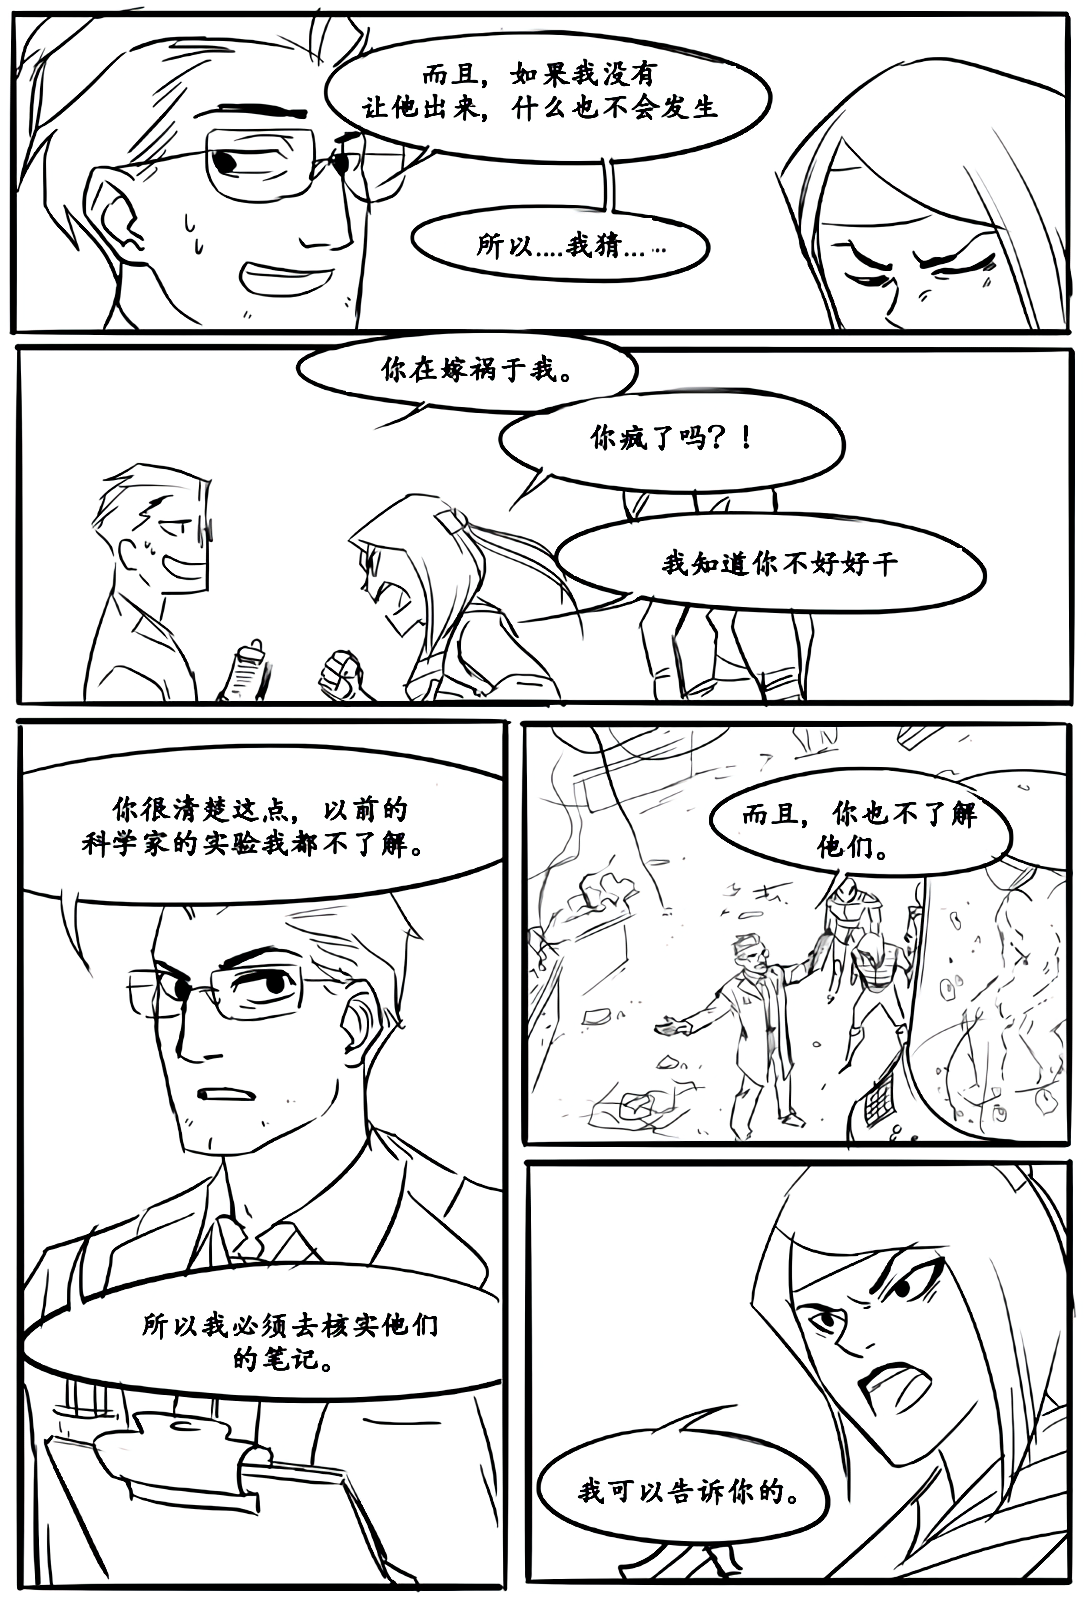 而且，如果我没有
让他出来，什么也不会发生
所以....我猜... ...
你在嫁祸于我。
你疯了吗？！
我知道你不好好干
你很清楚这点，以前的
科学家的实验我都不了解。
而且，你也不了解
他们。
所以我必须去核实他们
的笔记。
我可以告诉你的。